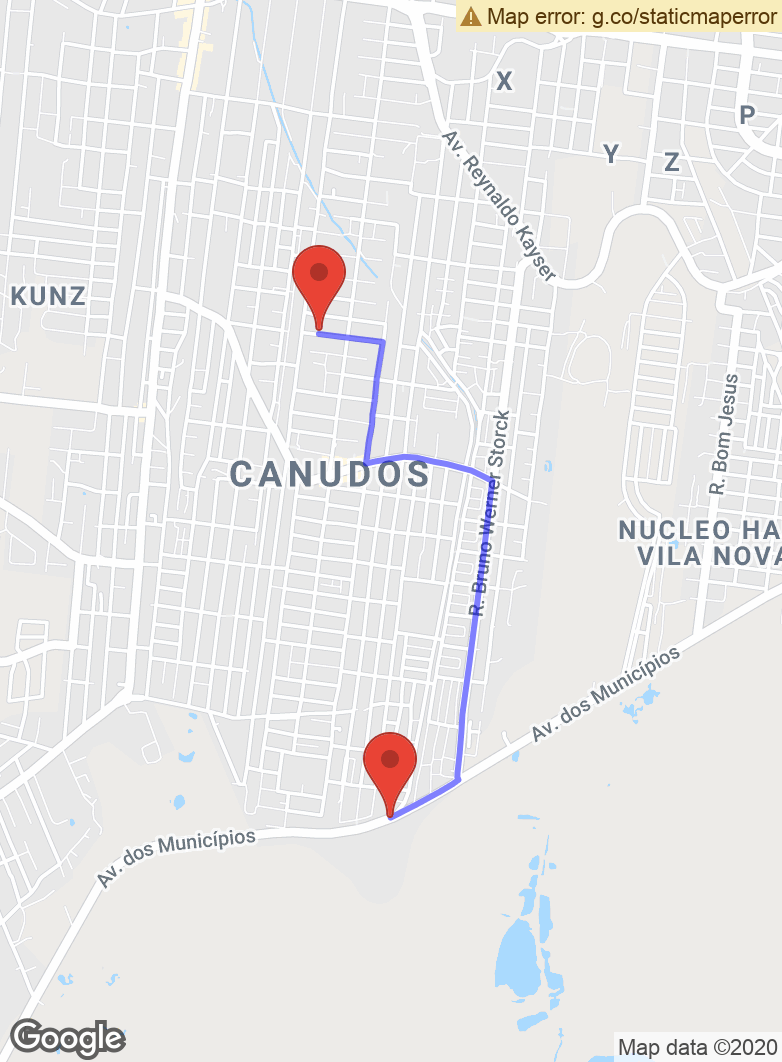 Map error: g.co/staticmaperror
X
P
Y
Z
Av. Reynaldo Kayser
KUNZ
R. Bom Jesus
R. Bruno Werner Storck
CANUDOS
NUCLEO HA
VILA NOVA
Av. dos Municípios
Av. dos Municípios
Google
Map data ©2020